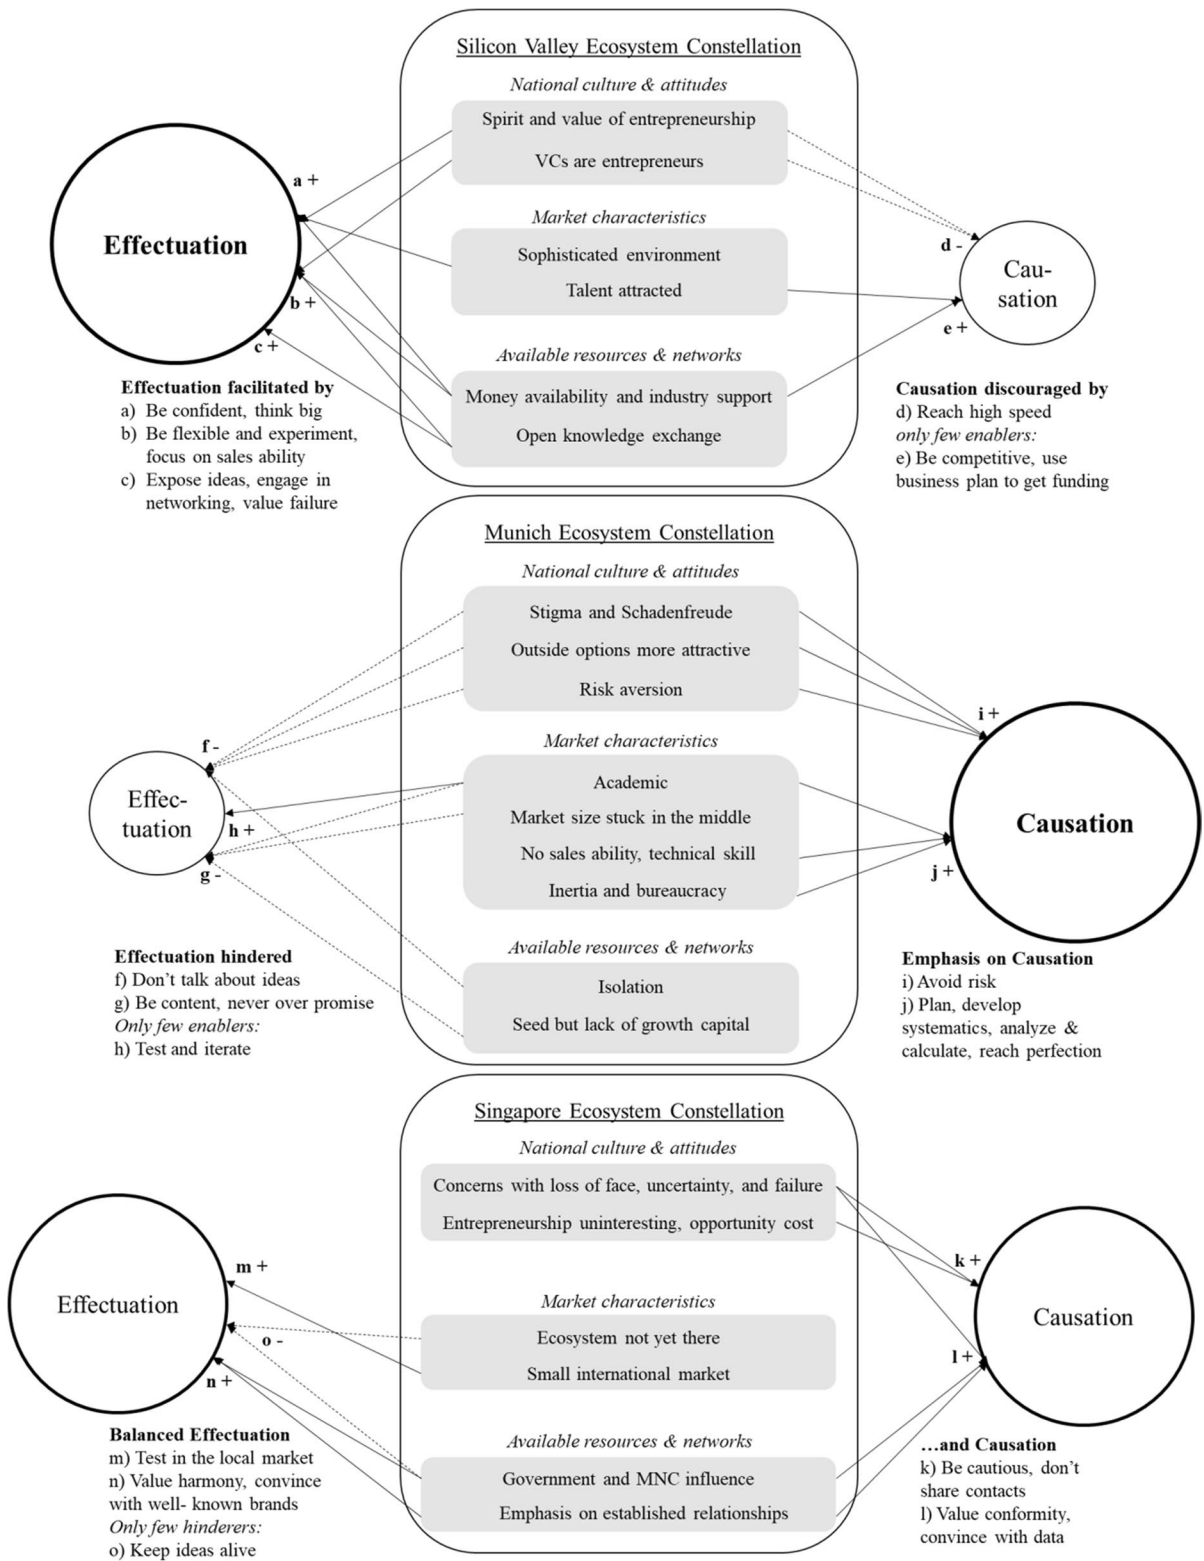 Silicon Valley Ecosystem Constellation
National culture & attitudes
Spirit and value of entrepreneurship
VCs are entrepreneurs
Market characteristics
Sophisticated environment
Talent attracted
Available resources & networks
Money availability and industry support
Open knowledge exchange
Effectuation
a +
b +
c +
Effectuation facilitated by
a) Be confident, think big
b) Be flexible and experiment,
focus on sales ability
c) Expose ideas, engage in
networking, value failure
Cau-
sation
d -
e +
Causation discouraged by
d) Reach high speed
only few enablers:
e) Be competitive, use
business plan to get funding
Munich Ecosystem Constellation
National culture & attitudes
Stigma and Schadenfreude
Outside options more attractive
Risk aversion
Market characteristics
Academic
Market size stuck in the middle
No sales ability, technical skill
Inertia and bureaucracy
Available resources & networks
Isolation
Seed but lack of growth capital
Effec-
tuation
f -
h +
g -
Effectuation hindered
f) Don't talk about ideas
g) Be content, never over promise
Only few enablers:
h) Test and iterate
Causation
i +
j +
Emphasis on Causation
i) Avoid risk
j) Plan, develop
systematics, analyze &
calculate, reach perfection
Singapore Ecosystem Constellation
National culture & attitudes
Concerns with loss of face, uncertainty, and failure
Entrepreneurship uninteresting, opportunity cost
Market characteristics
Ecosystem not yet there
Small international market
Available resources & networks
Government and MNC influence
Emphasis on established relationships
Effectuation
m +
o -
n +
Balanced Effectuation
m) Test in the local market
n) Value harmony, convince
with well- known brands
Only few hinderers:
o) Keep ideas alive
Causation
k +
l +
…and Causation
k) Be cautious, don't
share contacts
l) Value conformity,
convince with data